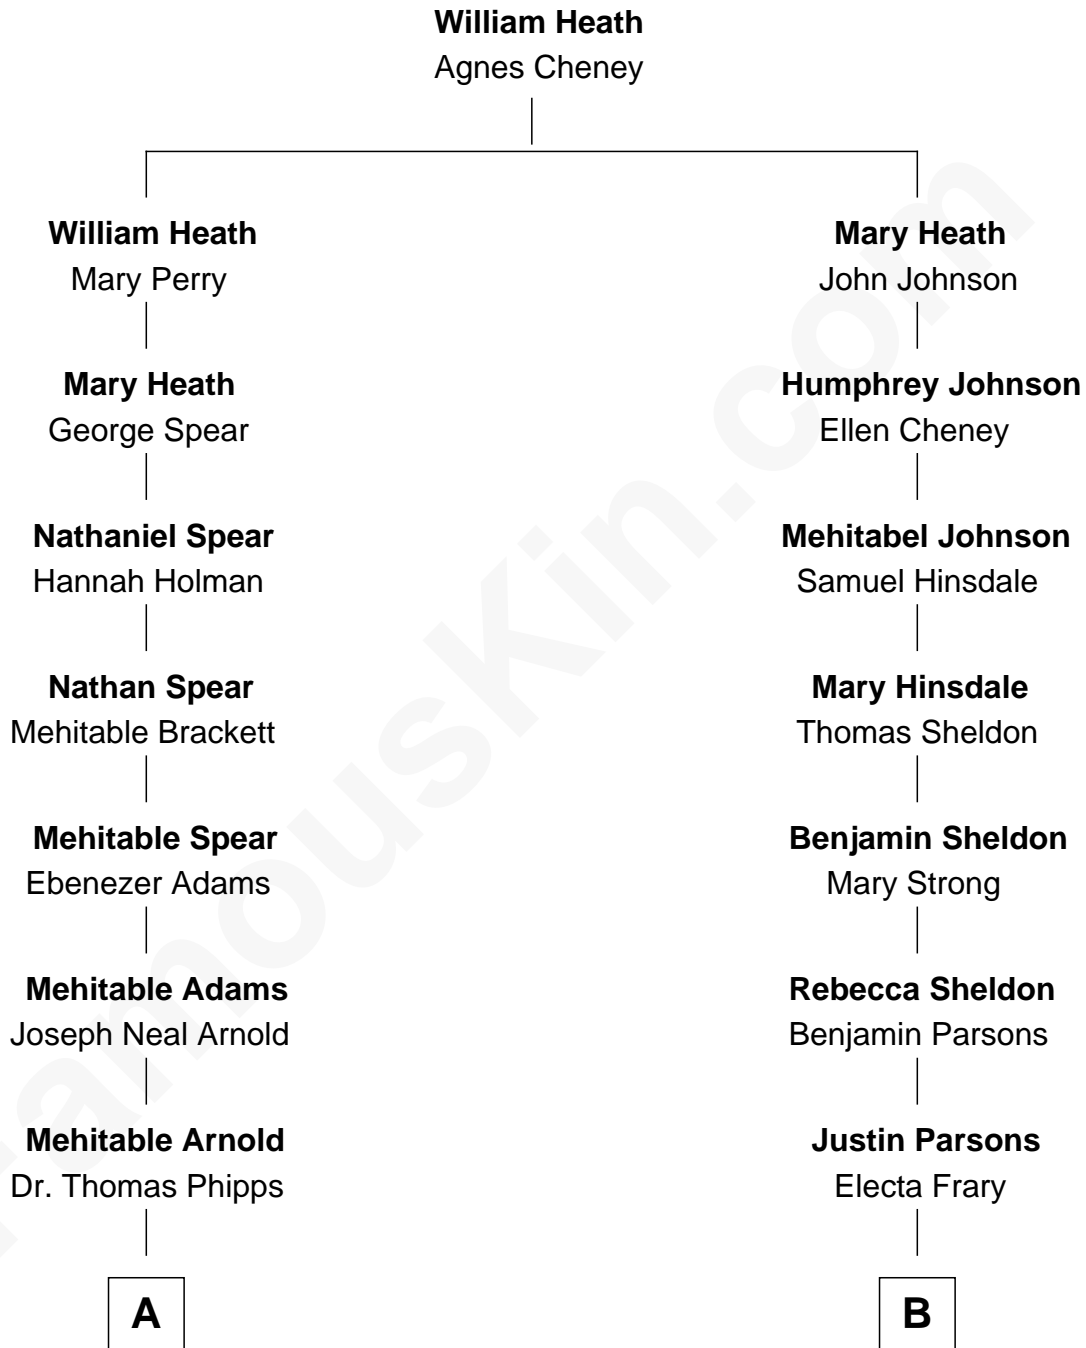 William Heath
Agnes Cheney
William Heath
Mary Perry
Mary Heath
John Johnson
Mary Heath
George Spear
Humphrey Johnson
Ellen Cheney
Nathaniel Spear
Hannah Holman
Mehitabel Johnson
Samuel Hinsdale
Nathan Spear
Mehitable Brackett
Mary Hinsdale
Thomas Sheldon
Mehitable Spear
Ebenezer Adams
Benjamin Sheldon
Mary Strong
Mehitable Adams
Joseph Neal Arnold
Rebecca Sheldon
Benjamin Parsons
Mehitable Arnold
Dr. Thomas Phipps
Justin Parsons
Electa Frary
A
B
FamousKin.com